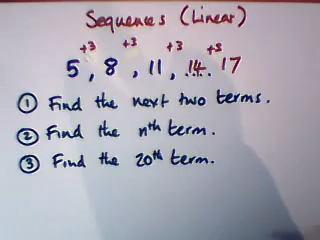 Sequences (Linear)
+3 +3 +3 +3
5, 8, 11, 14, 17
① Find the next two terms.
② Find the nth term.
③ Find the 20th term.